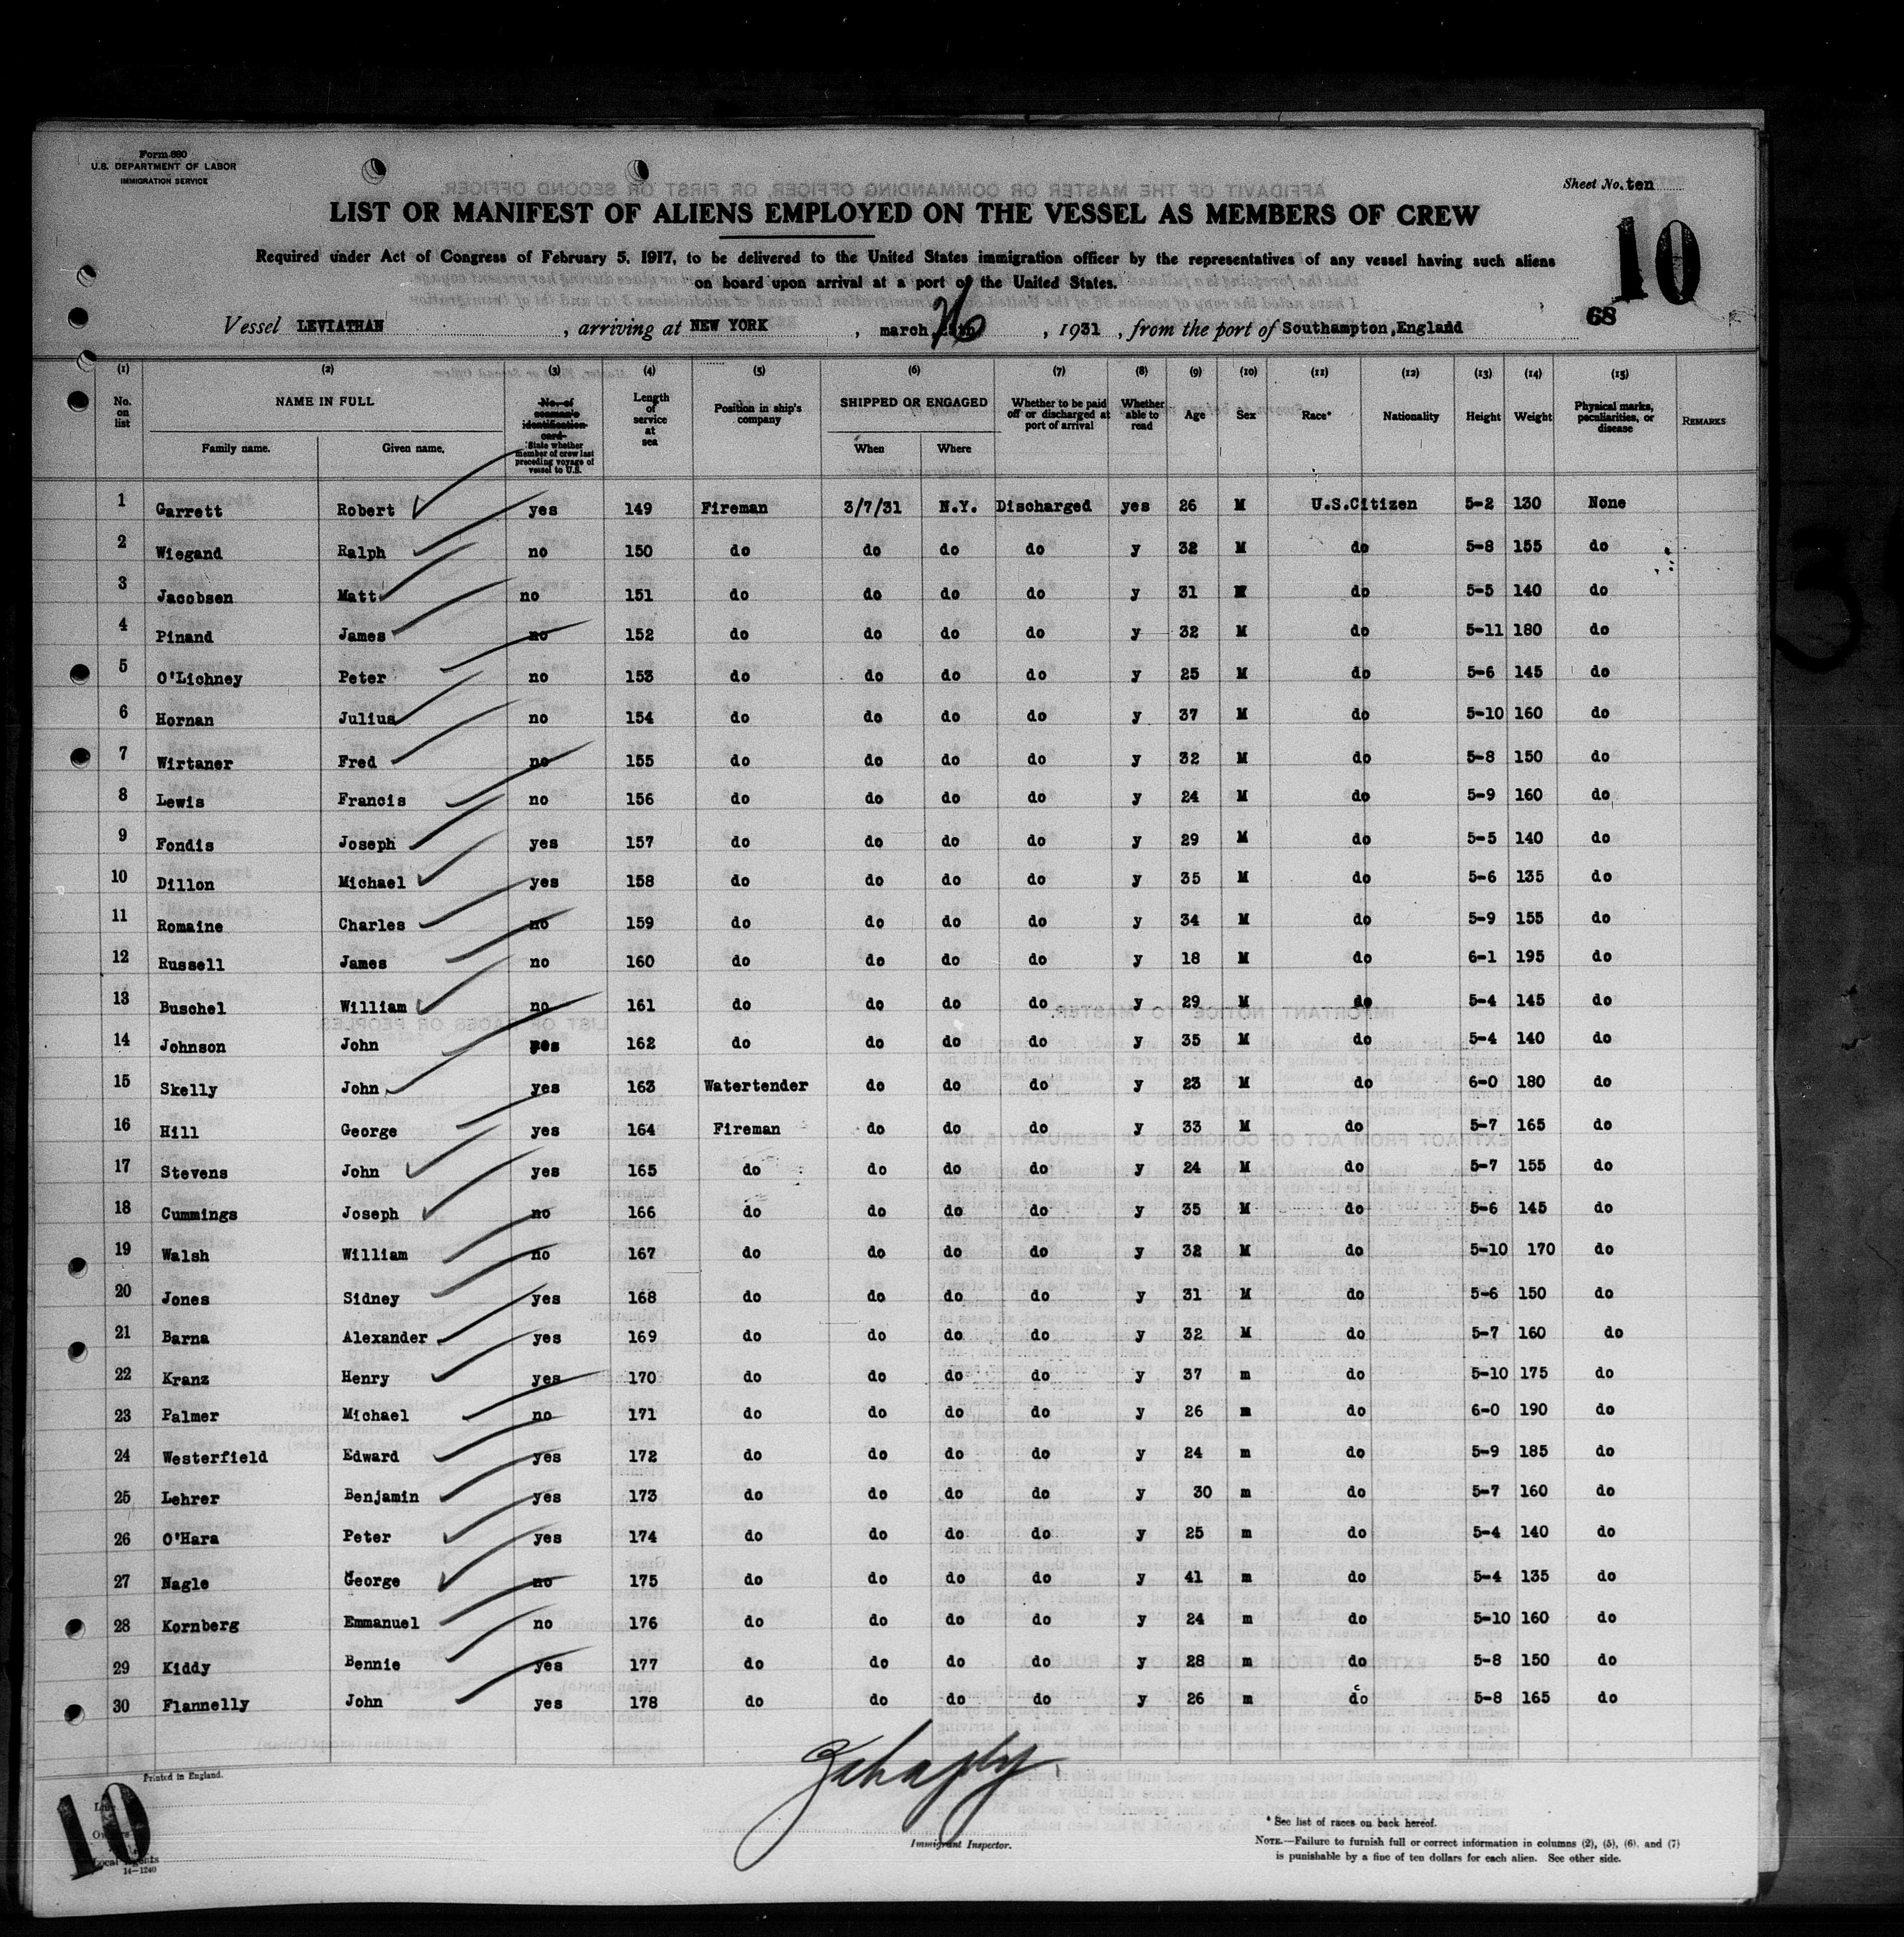 Form 680
U.S. DEPARTMENT OF LABOR
IMMIGRATION SERVICE
Sheet No. ten
LIST OR MANIFEST OF ALIENS EMPLOYED ON THE VESSEL AS MEMBERS OF CREW
10
Required under Act of Congress of February 5, 1917, to be delivered to the United States immigration officer by the representatives of any vessel having such aliens
on board upon arrival at a port of the United States.
68
Vessel LEVIATHAN, arriving at NEW YORK, march 26, 1931, from the port of Southampton,England
(1) (2) (3) (4) (5) (6) (7) (8) (9) (10) (11) (12) (13) (14) (15)
No. on list NAME IN FULL Family name. Given name. No. of seaman's identification card State whether member of crew last preceding voyage of vessel to U.S. Length of service at sea Position in ship's company SHIPPED OR ENGAGED When Where Whether to be paid off or discharged at port of arrival Whether able to read Age Sex Race* Nationality Height Weight Physical marks, peculiarities, or disease REMARKS
1 Garrett Robert yes 149 Fireman 3/7/31 N.Y. Discharged yes 26 M U.S.Citizen 5-2 130 None
2 Wiegand Ralph no 150 do do do do y 32 M do 5-8 155 do
3 Jacobsen Matt no 151 do do do do y 31 M do 5-5 140 do
4 Pinand James no 152 do do do do y 32 M do 5-11 180 do
5 O'Lichney Peter no 153 do do do do y 25 M do 5-6 145 do
6 Hornan Julius no 154 do do do do y 37 M do 5-10 160 do
7 Wirtaner Fred no 155 do do do do y 32 M do 5-8 150 do
8 Lewis Francis no 156 do do do do y 24 M do 5-9 160 do
9 Fondis Joseph yes 157 do do do do y 29 M do 5-5 140 do
10 Dillon Michael yes 158 do do do do y 35 M do 5-6 135 do
11 Romaine Charles no 159 do do do do y 34 M do 5-9 155 do
12 Russell James no 160 do do do do y 18 M do 6-1 195 do
13 Buschel William no 161 do do do do y 29 M do 5-4 145 do
14 Johnson John yes 162 do do do do y 35 M do 5-4 140 do
15 Skelly John yes 163 Watertender do do do y 23 M do 6-0 180 do
16 Hill George yes 164 Fireman do do do y 33 M do 5-7 165 do
17 Stevens John yes 165 do do do do y 24 M do 5-7 155 do
18 Cummings Joseph no 166 do do do do y 35 M do 5-6 145 do
19 Walsh William no 167 do do do do y 32 M do 5-10 170 do
20 Jones Sidney yes 168 do do do do y 31 M do 5-6 150 do
21 Barna Alexander yes 169 do do do do y 32 M do 5-7 160 do
22 Kranz Henry yes 170 do do do do y 37 m do 5-10 175 do
23 Palmer Michael no 171 do do do do y 26 m do 6-0 190 do
24 Westerfield Edward yes 172 do do do do y 24 m do 5-9 185 do
25 Lehrer Benjamin yes 173 do do do do y 30 m do 5-7 160 do
26 O'Hara Peter yes 174 do do do do y 25 m do 5-4 140 do
27 Nagle George no 175 do do do do y 41 m do 5-4 135 do
28 Kornberg Emmanuel no 176 do do do do y 24 m do 5-10 160 do
29 Kiddy Bennie yes 177 do do do do y 28 m do 5-8 150 do
30 Flannelly John yes 178 do do do do y 26 m do 5-8 165 do
Printed in England.
10
Local Agents
14-1240
Immigrant Inspector.
* See list of races on back hereof.
NOTE.—Failure to furnish full or correct information in columns (2), (5), (6), and (7)
is punishable by a fine of ten dollars for each alien. See other side.